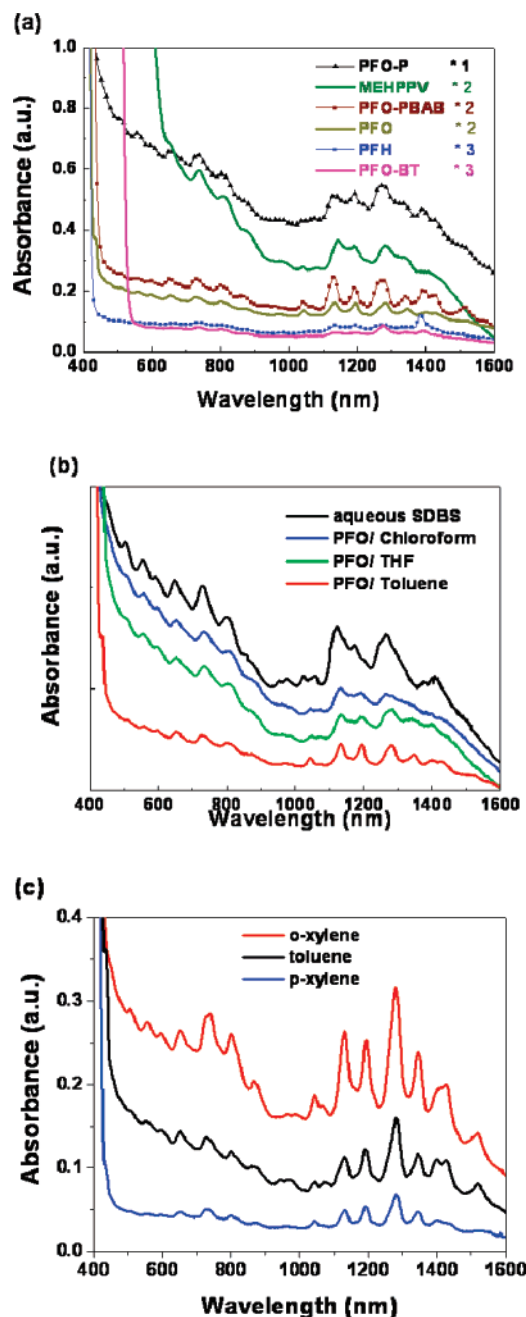 (a)
1.0
0.8
0.6
0.4
0.2
0.0
Absorbance (a.u.)
PFO-P * 1
MEHPPV * 2
PFO-PBAB * 2
PFO * 2
PFH * 3
PFO-BT * 3
400 600 800 1000 1200 1400 1600
Wavelength (nm)
(b)
Absorbance (a.u.)
aqueous SDBS
PFO/ Chloroform
PFO/ THF
PFO/ Toluene
400 600 800 1000 1200 1400 1600
Wavelength (nm)
(c)
0.4
0.3
0.2
0.1
0.0
Absorbance (a.u.)
o-xylene
toluene
p-xylene
400 600 800 1000 1200 1400 1600
Wavelength (nm)